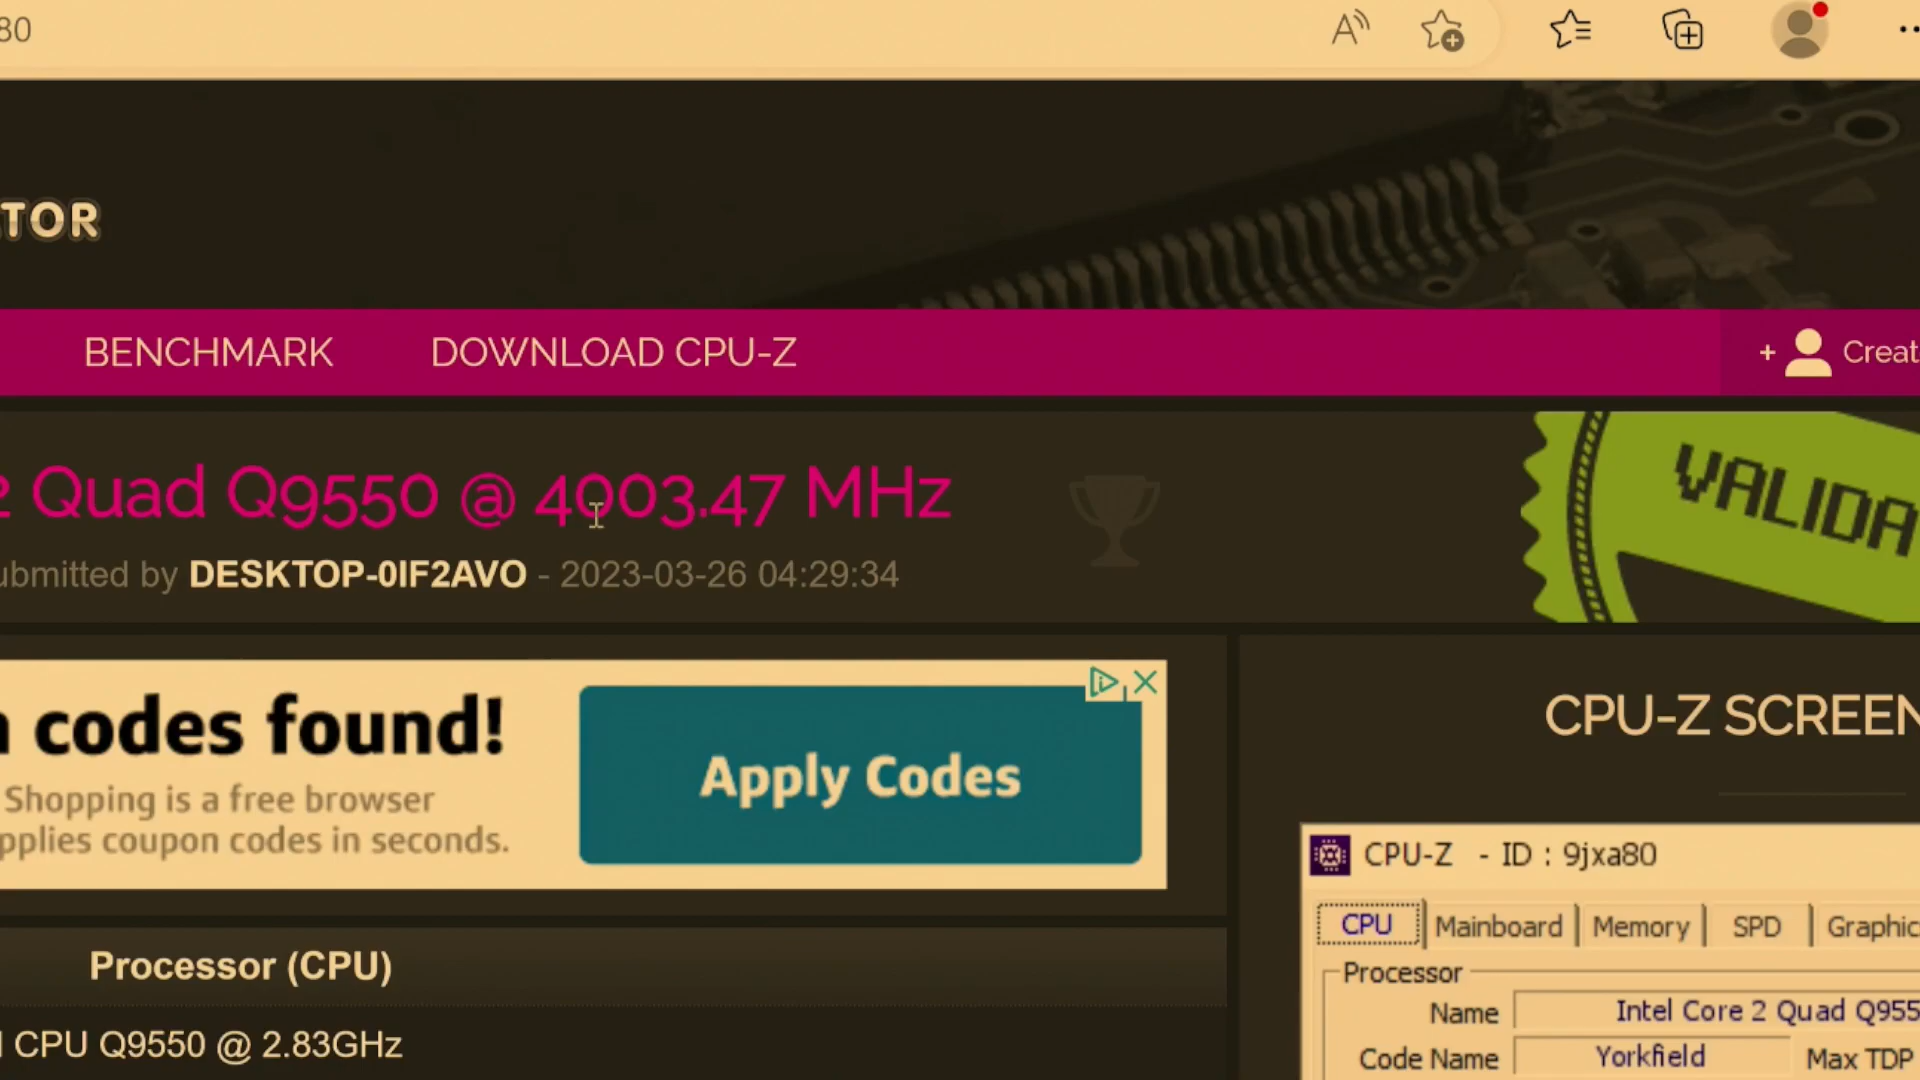 80
TOR
BENCHMARK DOWNLOAD CPU-Z + Creat
2 Quad Q9550 @ 4003.47 MHz
VALIDA
ubmitted by DESKTOP-0IF2AVO - 2023-03-26 04:29:34
n codes found!
Shopping is a free browser
pplies coupon codes in seconds.
Apply Codes
CPU-Z SCREEN
CPU-Z - ID : 9jxa80
CPU Mainboard Memory SPD Graphic
Processor (CPU)
Processor
Name Intel Core 2 Quad Q955
CPU Q9550 @ 2.83GHz
Code Name Yorkfield Max TDP